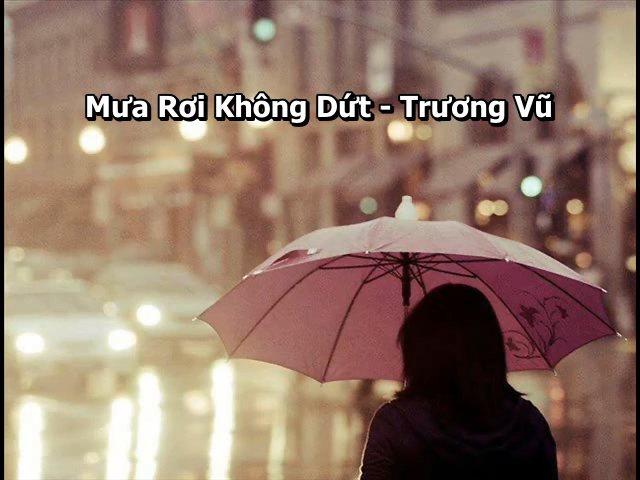 Mưa Rơi Không Dứt - Trương Vũ